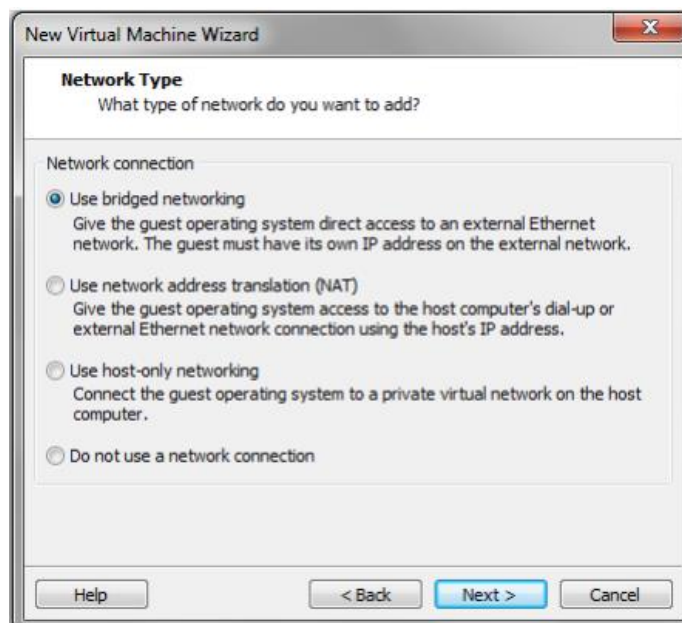 New Virtual Machine Wizard
Network Type
What type of network do you want to add?
Network connection
Use bridged networking
Give the guest operating system direct access to an external Ethernet
network. The guest must have its own IP address on the external network.
Use network address translation (NAT)
Give the guest operating system access to the host computer's dial-up or
external Ethernet network connection using the host's IP address.
Use host-only networking
Connect the guest operating system to a private virtual network on the host
computer.
Do not use a network connection
Help
< Back
Next >
Cancel